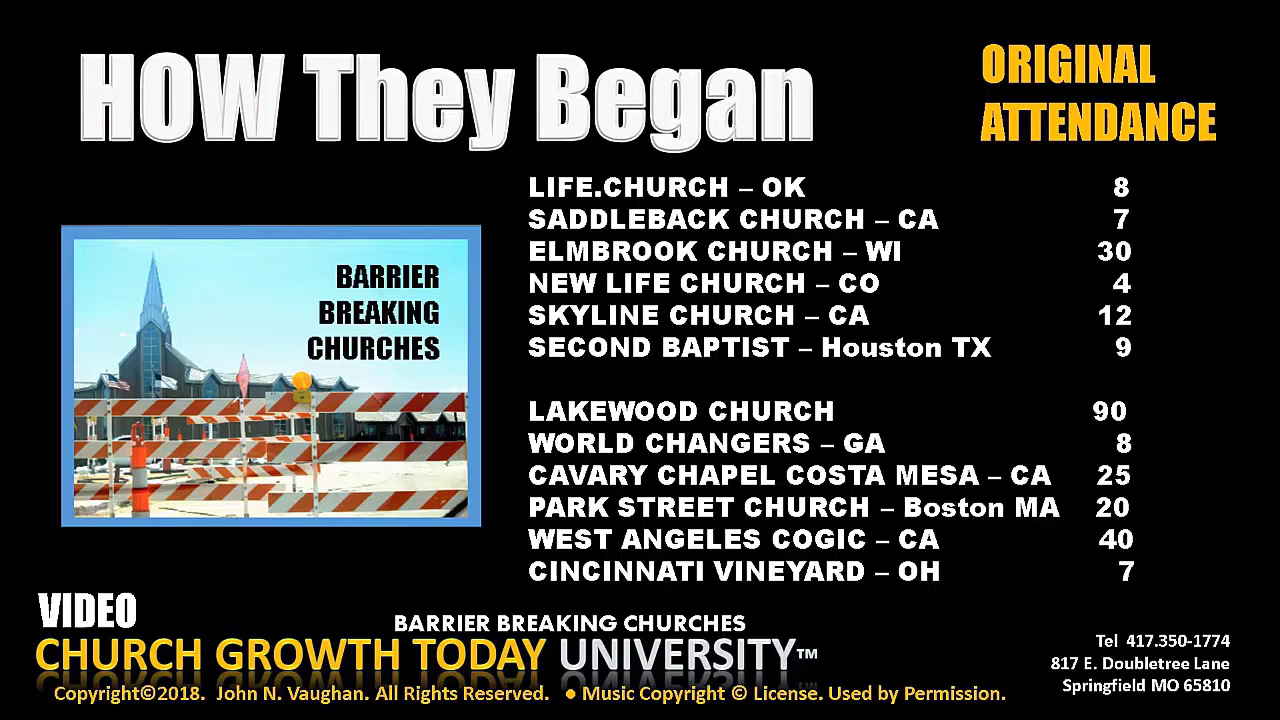 HOW They Began
ORIGINAL
ATTENDANCE
LIFE.CHURCH – OK 8
SADDLEBACK CHURCH – CA 7
ELMBROOK CHURCH – WI 30
NEW LIFE CHURCH – CO 4
SKYLINE CHURCH – CA 12
SECOND BAPTIST – Houston TX 9
LAKEWOOD CHURCH 90
WORLD CHANGERS – GA 8
CAVARY CHAPEL COSTA MESA – CA 25
PARK STREET CHURCH – Boston MA 20
WEST ANGELES COGIC – CA 40
CINCINNATI VINEYARD – OH 7
BARRIER
BREAKING
CHURCHES
VIDEO
BARRIER BREAKING CHURCHES
CHURCH GROWTH TODAY UNIVERSITY™
Copyright©2018. John N. Vaughan. All Rights Reserved. ● Music Copyright © License. Used by Permission.
Tel 417.350-1774
817 E. Doubletree Lane
Springfield MO 65810